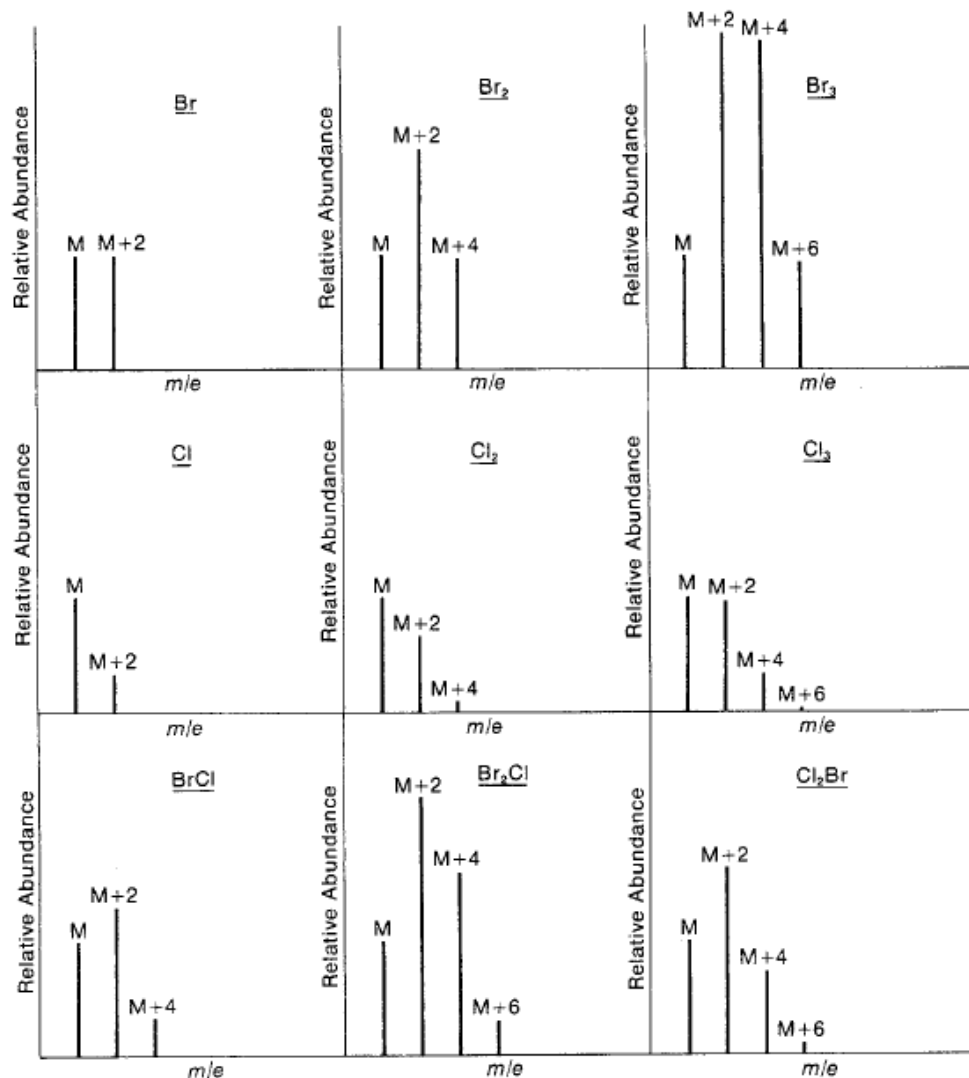 Relative Abundance
Br
M
M+2
m/e
Relative Abundance
Br₂
M
M+2
M+4
m/e
Relative Abundance
Br₃
M
M+2
M+4
M+6
m/e
Relative Abundance
Cl
M
M+2
m/e
Relative Abundance
Cl₂
M
M+2
M+4
m/e
Relative Abundance
Cl₃
M
M+2
M+4
M+6
m/e
Relative Abundance
BrCl
M
M+2
M+4
m/e
Relative Abundance
Br₂Cl
M
M+2
M+4
M+6
m/e
Relative Abundance
Cl₂Br
M
M+2
M+4
M+6
m/e